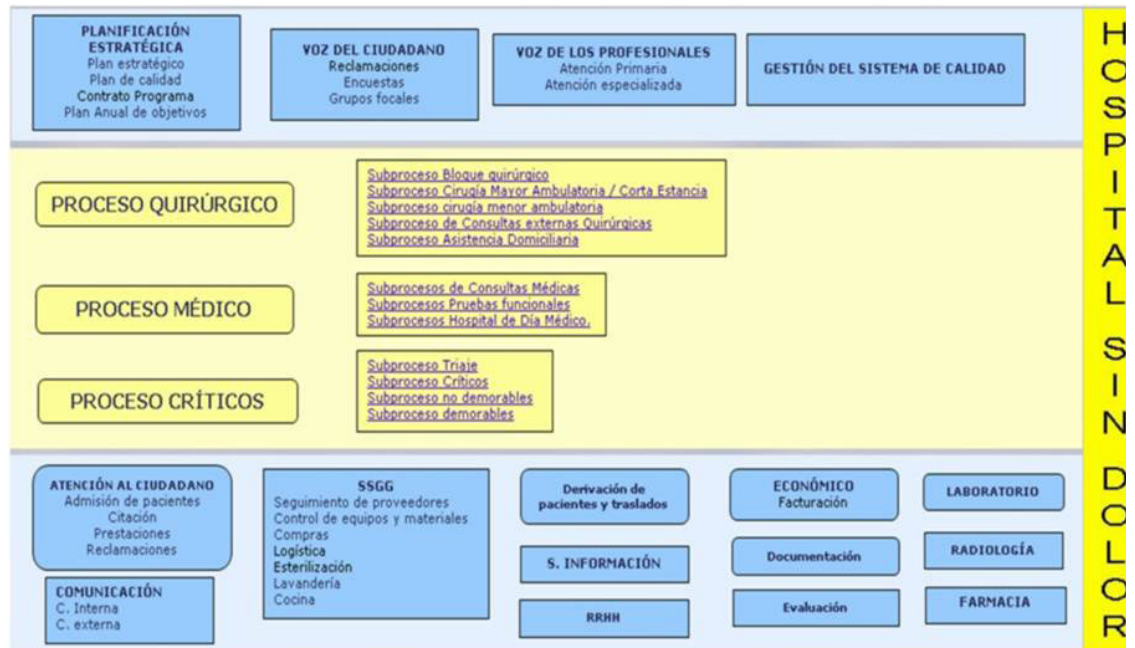 PLANIFICACIÓN
ESTRATÉGICA
Plan estratégico
Plan de calidad
Contrato Programa
Plan Anual de objetivos
VOZ DEL CIUDADANO
Reclamaciones
Encuestas
Grupos focales
VOZ DE LOS PROFESIONALES
Atención Primaria
Atención especializada
GESTIÓN DEL SISTEMA DE CALIDAD
PROCESO QUIRÚRGICO
Subproceso Bloque quirúrgico
Subproceso Cirugía Mayor Ambulatoria / Corta Estancia
Subproceso cirugía menor ambulatoria
Subproceso de Consultas externas Quirúrgicas
Subproceso Asistencia Domiciliaria
PROCESO MÉDICO
Subprocesos de Consultas Médicas
Subprocesos Pruebas funcionales
Subprocesos Hospital de Día Médico.
PROCESO CRÍTICOS
Subproceso Triaje
Subproceso Críticos
Subproceso no demorables
Subproceso demorables
ATENCIÓN AL CIUDADANO
Admisión de pacientes
Citación
Prestaciones
Reclamaciones
COMUNICACIÓN
C. Interna
C. externa
SSGG
Seguimiento de proveedores
Control de equipos y materiales
Compras
Logística
Esterilización
Lavandería
Cocina
Derivación de
pacientes y traslados
S. INFORMACIÓN
RRHH
ECONÓMICO
Facturación
Documentación
Evaluación
LABORATORIO
RADIOLOGÍA
FARMACIA
HOSPITAL SIN DOLOR